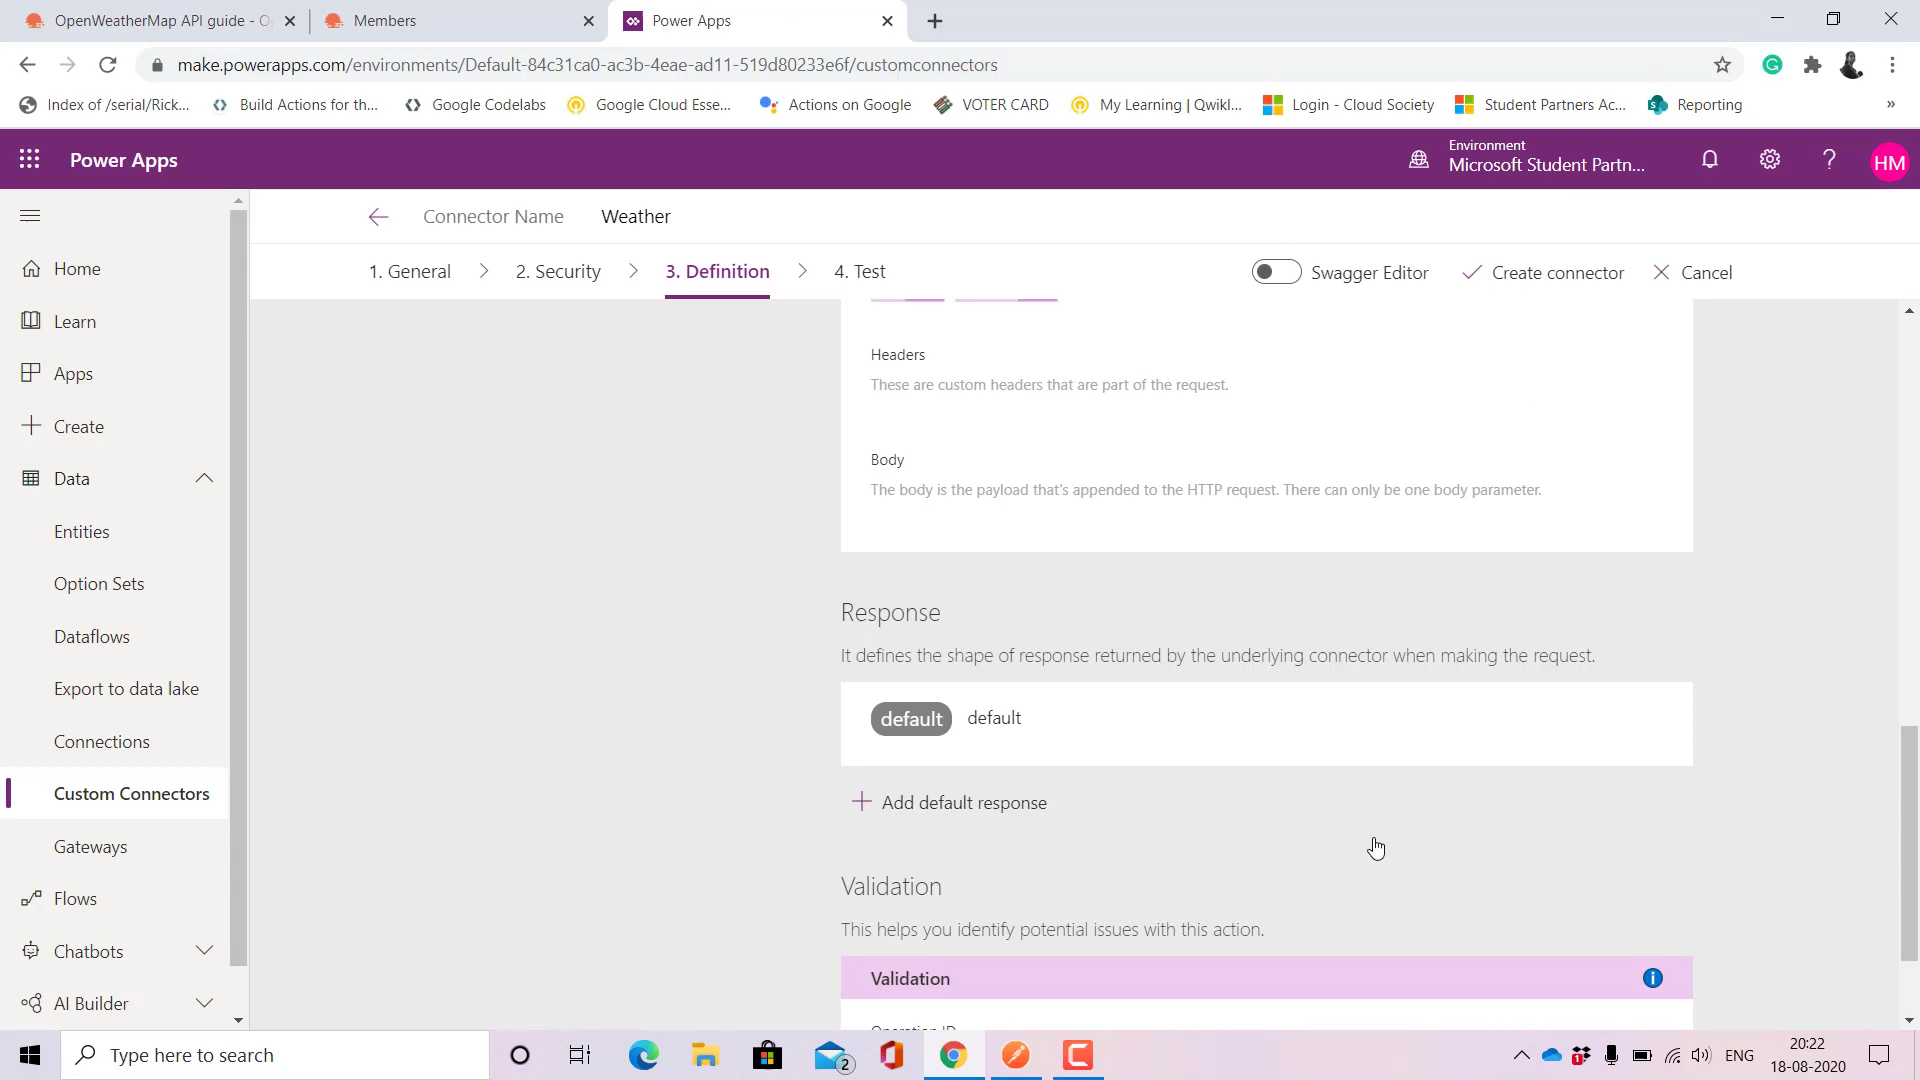 OpenWeatherMap API guide - O
Members
Power Apps
make.powerapps.com/environments/Default-84c31ca0-ac3b-4eae-ad11-519d80233e6f/customconnectors
Index of /serial/Rick...
Build Actions for th...
Google Codelabs
Google Cloud Esse...
Actions on Google
VOTER CARD
My Learning | Qwikl...
Login - Cloud Society
Student Partners Ac...
Reporting
»
Power Apps
Environment
Microsoft Student Partn...
?
HM
Connector Name
Weather
1. General
2. Security
3. Definition
4. Test
Swagger Editor
Create connector
Cancel
Home
Learn
Apps
Create
Data
Entities
Option Sets
Dataflows
Export to data lake
Connections
Custom Connectors
Gateways
Flows
Chatbots
AI Builder
Headers
These are custom headers that are part of the request.
Body
The body is the payload that's appended to the HTTP request. There can only be one body parameter.
Response
It defines the shape of response returned by the underlying connector when making the request.
default
default
Add default response
Validation
This helps you identify potential issues with this action.
Validation
Operation ID
Type here to search
2
1
ENG
20:22
18-08-2020